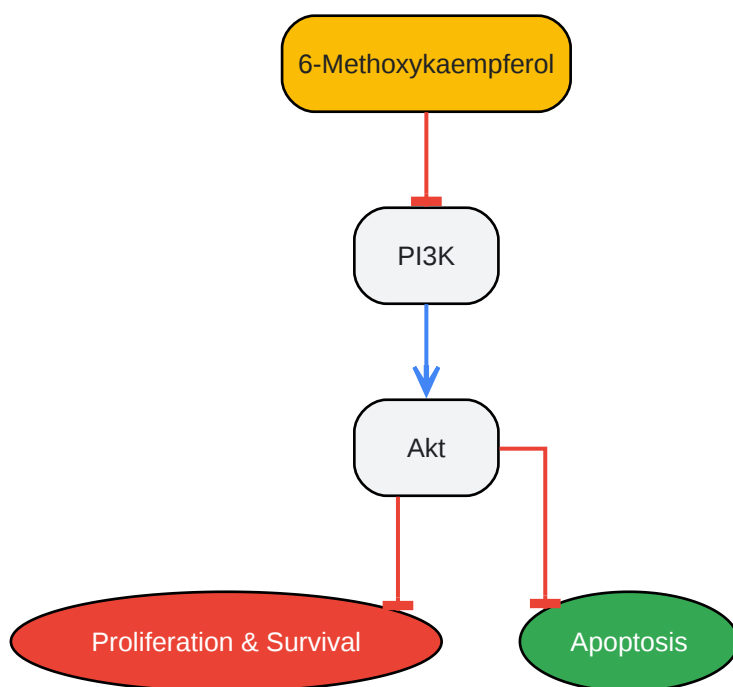 6-Methoxykaempferol
PI3K
Akt
Proliferation & Survival
Apoptosis